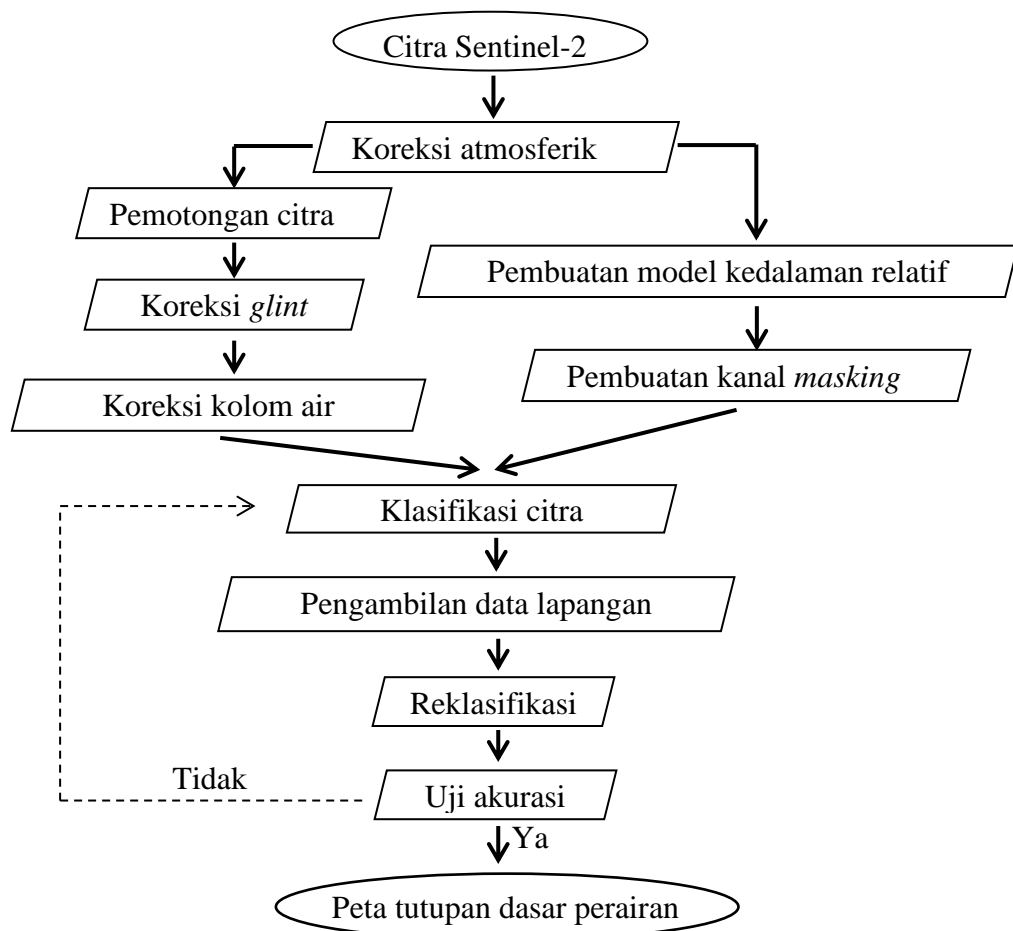 Citra Sentinel-2
Koreksi atmosferik
Pemotongan citra
Koreksi glint
Koreksi kolom air
Pembuatan model kedalaman relatif
Pembuatan kanal masking
Klasifikasi citra
Pengambilan data lapangan
Reklasifikasi
Uji akurasi
Tidak
Ya
Peta tutupan dasar perairan